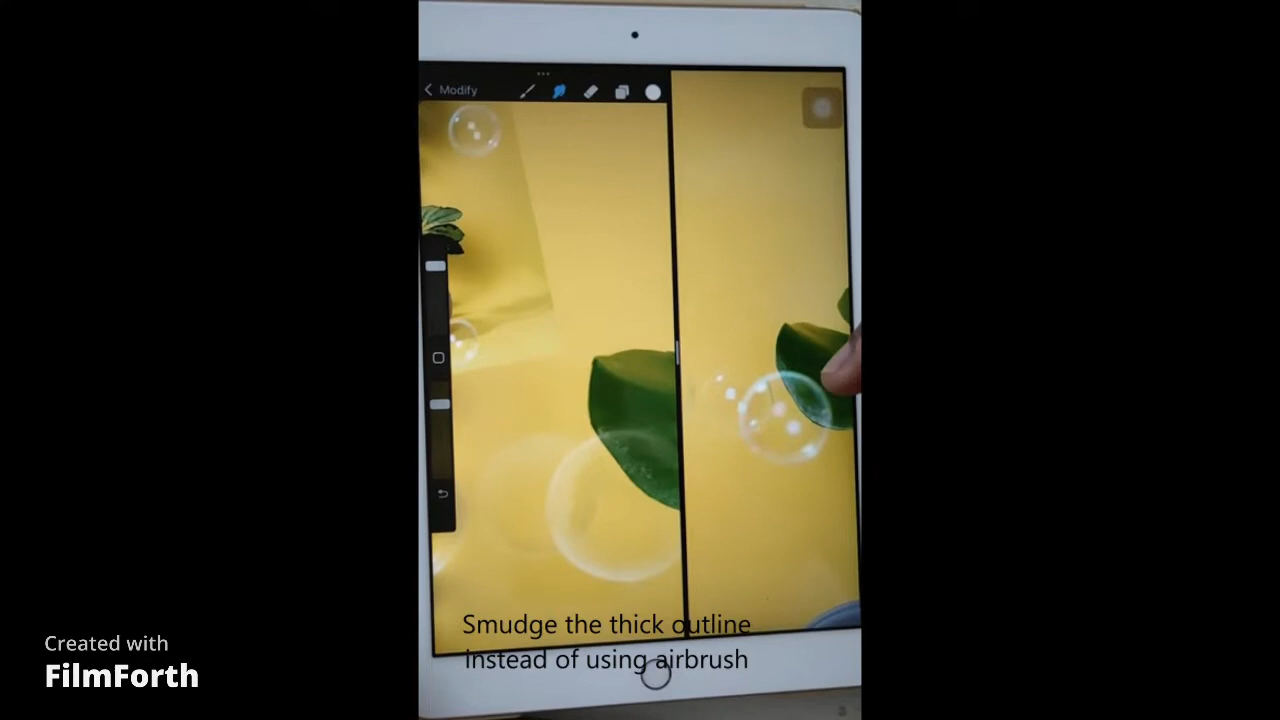 Modify
Smudge the thick outline
instead of using airbrush
Created with
FilmForth